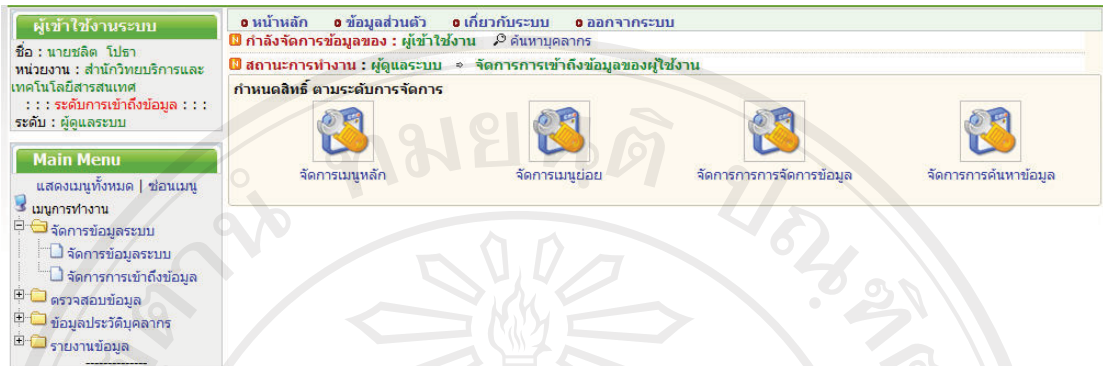 ผู้เข้าใช้งานระบบ
ชื่อ : นายชลิต โปธา
หน่วยงาน : สำนักวิทยบริการและ
เทคโนโลยีสารสนเทศ
: : : ระดับการเข้าถึงข้อมูล : : :
ระดับ : ผู้ดูแลระบบ
Main Menu
แสดงเมนูทั้งหมด | ซ่อนเมนู
เมนูการทำงาน
จัดการข้อมูลระบบ
จัดการข้อมูลระบบ
จัดการการเข้าถึงข้อมูล
ตรวจสอบข้อมูล
ข้อมูลประวัติบุคลากร
รายงานข้อมูล
--------------
หน้าหลัก ข้อมูลส่วนตัว เกี่ยวกับระบบ ออกจากระบบ
กำลังจัดการข้อมูลของ : ผู้เข้าใช้งาน ค้นหาบุคลากร
สถานะการทำงาน : ผู้ดูแลระบบ ⇒ จัดการการเข้าถึงข้อมูลของผู้ใช้งาน
กำหนดสิทธิ์ ตามระดับการจัดการ
จัดการเมนูหลัก จัดการเมนูย่อย จัดการการการจัดการข้อมูล จัดการการค้นหาข้อมูล